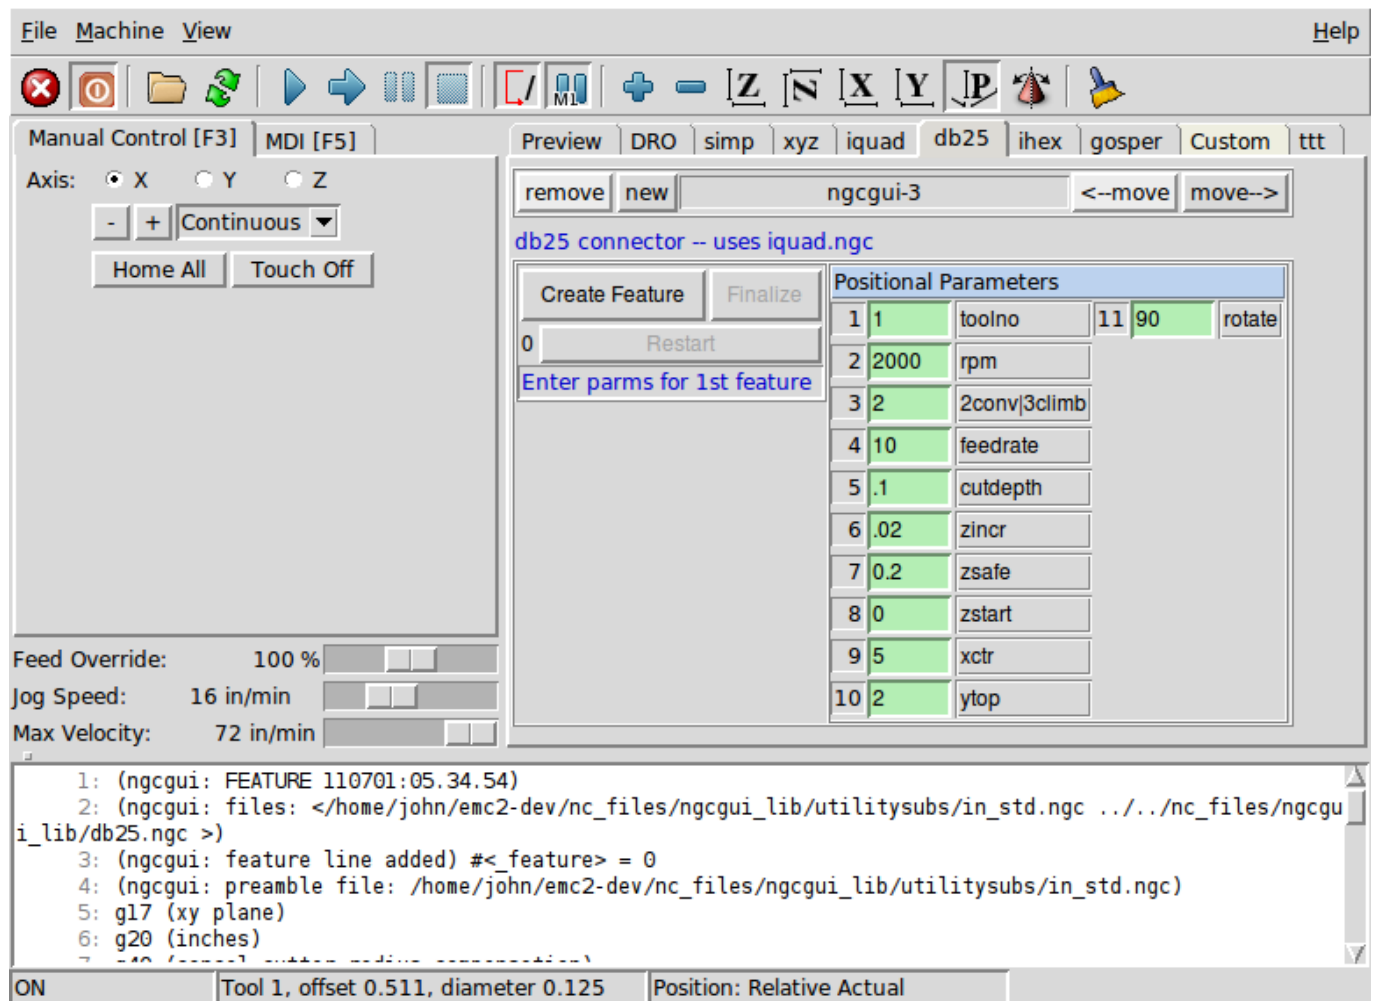 File Machine View Help
Z N X Y P
M1
Manual Control [F3] MDI [F5]
Preview DRO simp xyz iquad db25 ihex gosper Custom ttt
Axis: X Y Z
- + Continuous
Home All Touch Off
remove new ngcgui-3 <--move move-->
db25 connector -- uses iquad.ngc
Create Feature Finalize
0 Restart
Enter parms for 1st feature
Positional Parameters
1 1 toolno 11 90 rotate
2 2000 rpm
3 2 2conv|3climb
4 10 feedrate
5 .1 cutdepth
6 .02 zincr
7 0.2 zsafe
8 0 zstart
9 5 xctr
10 2 ytop
Feed Override: 100 %
Jog Speed: 16 in/min
Max Velocity: 72 in/min
1: (ngcgui: FEATURE 110701:05.34.54)
2: (ngcgui: files: </home/john/emc2-dev/nc_files/ngcgui_lib/utilitysubs/in_std.ngc ../../nc_files/ngcgu
i_lib/db25.ngc >)
3: (ngcgui: feature line added) #<_feature> = 0
4: (ngcgui: preamble file: /home/john/emc2-dev/nc_files/ngcgui_lib/utilitysubs/in_std.ngc)
5: g17 (xy plane)
6: g20 (inches)
ON Tool 1, offset 0.511, diameter 0.125 Position: Relative Actual